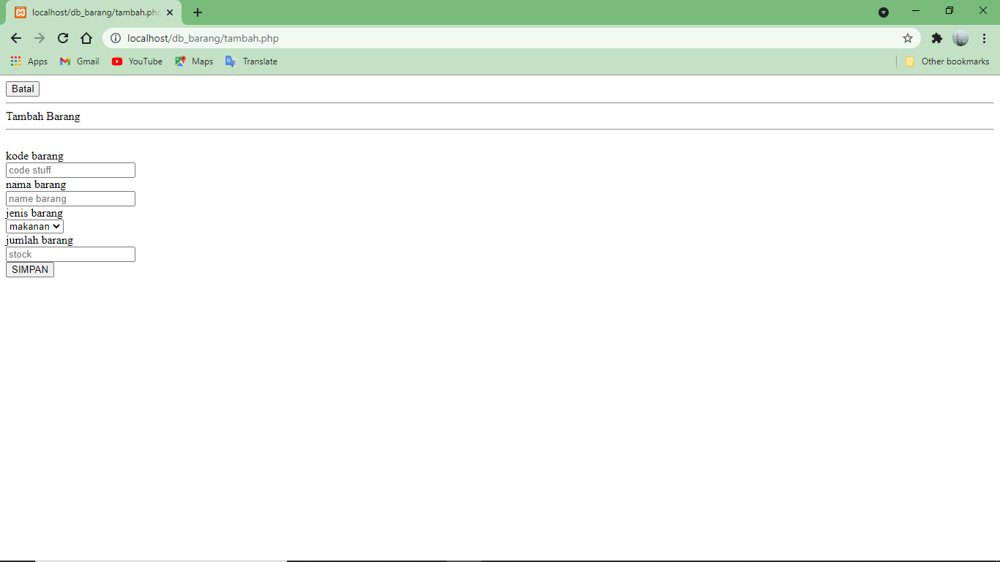 localhost/db_barang/tambah.php
localhost/db_barang/tambah.php
Apps Gmail YouTube Maps Translate Other bookmarks
Batal
Tambah Barang
kode barang
code stuff
nama barang
name barang
jenis barang
makanan
jumlah barang
stock
SIMPAN